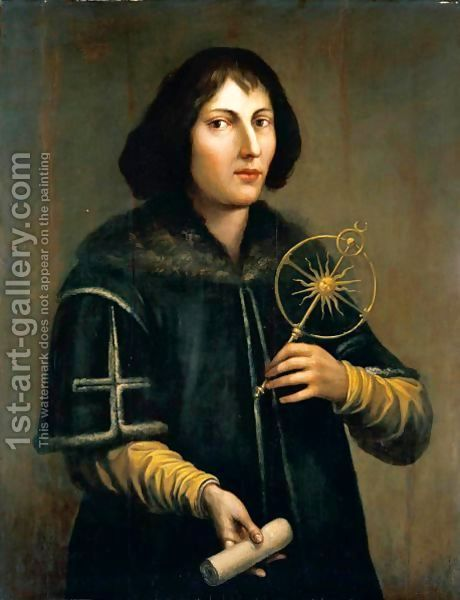 1st-art-gallery.com
This watermark does not appear on the painting